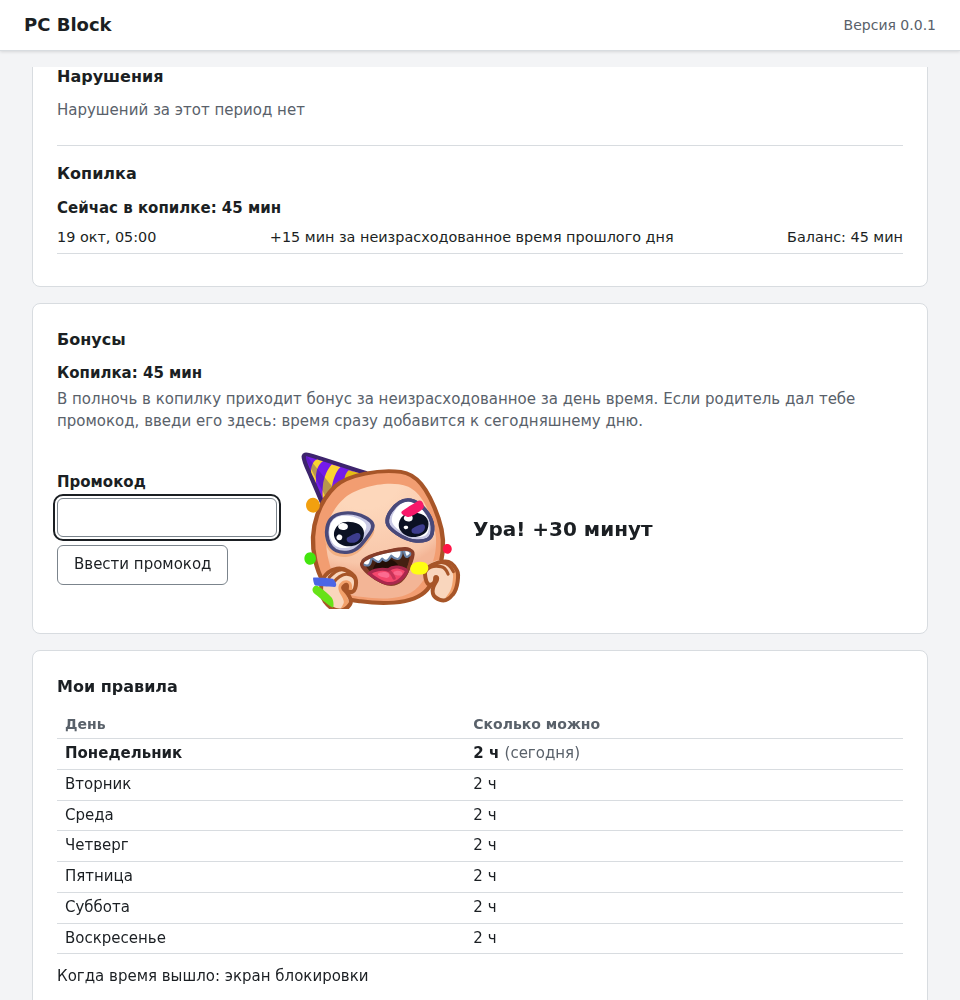 PC Block
Версия 0.0.1
Нарушения
Нарушений за этот период нет
Копилка
Сейчас в копилке: 45 мин
19 окт, 05:00 +15 мин за неизрасходованное время прошлого дня Баланс: 45 мин
Бонусы
Копилка: 45 мин
В полночь в копилку приходит бонус за неизрасходованное за день время. Если родитель дал тебе
промокод, введи его здесь: время сразу добавится к сегодняшнему дню.
Промокод
Ввести промокод
Ура! +30 минут
Мои правила
День Сколько можно
Понедельник 2 ч (сегодня)
Вторник 2 ч
Среда 2 ч
Четверг 2 ч
Пятница 2 ч
Суббота 2 ч
Воскресенье 2 ч
Когда время вышло: экран блокировки